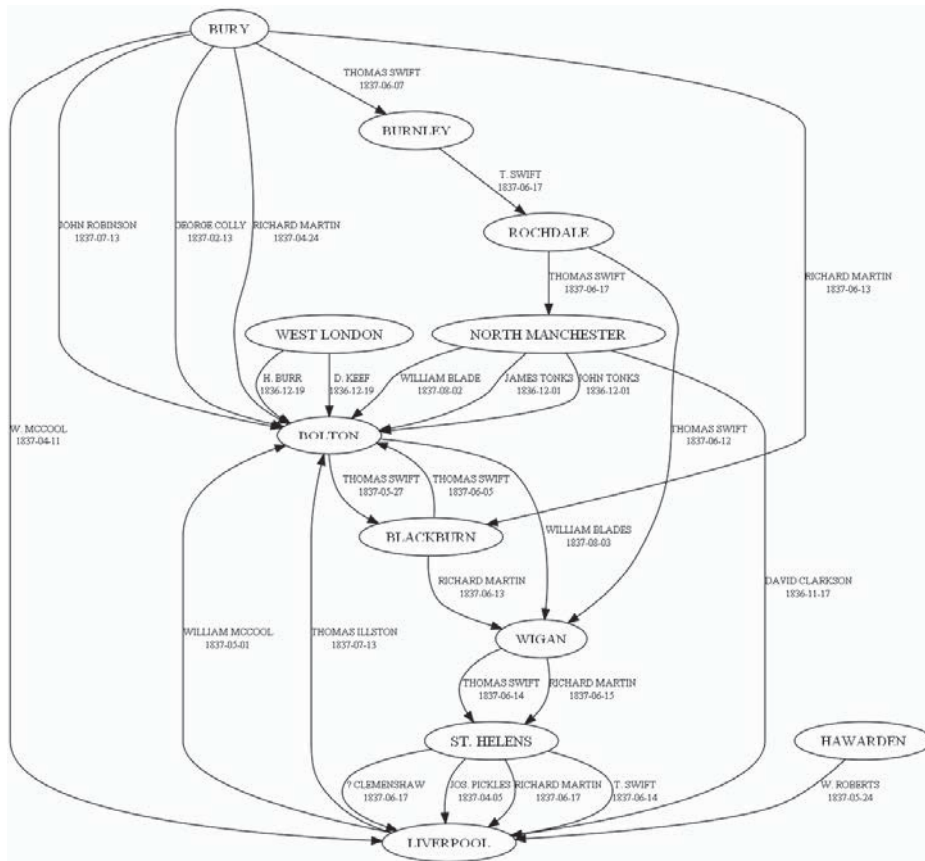 BURY
THOMAS SWIFT
1837-06-07
BURNLEY
T. SWIFT
1837-06-17
ROCHDALE
JOHN ROBINSON
1837-07-13
GEORGE COLLY
1837-02-13
RICHARD MARTIN
1837-04-24
THOMAS SWIFT
1837-06-17
RICHARD MARTIN
1837-06-13
WEST LONDON
NORTH MANCHESTER
H. BURR
1836-12-19
D. KEEF
1836-12-19
WILLIAM BLADE
1837-08-02
JAMES TONKS
1836-12-01
JOHN TONKS
1836-12-01
W. MCCOOL
1837-04-11
BOLTON
THOMAS SWIFT
1837-06-12
THOMAS SWIFT
1837-05-27
THOMAS SWIFT
1837-06-05
BLACKBURN
WILLIAM BLADES
1837-08-03
RICHARD MARTIN
1837-06-13
DAVID CLARKSON
1836-11-17
WILLIAM MCCOOL
1837-05-01
THOMAS ILLSTON
1837-07-13
WIGAN
THOMAS SWIFT
1837-06-14
RICHARD MARTIN
1837-06-15
ST. HELENS
HAWARDEN
? CLEMENSHAW
1837-06-17
JOS. PICKLES
1837-04-05
RICHARD MARTIN
1837-06-17
T. SWIFT
1837-06-14
W. ROBERTS
1837-05-24
LIVERPOOL